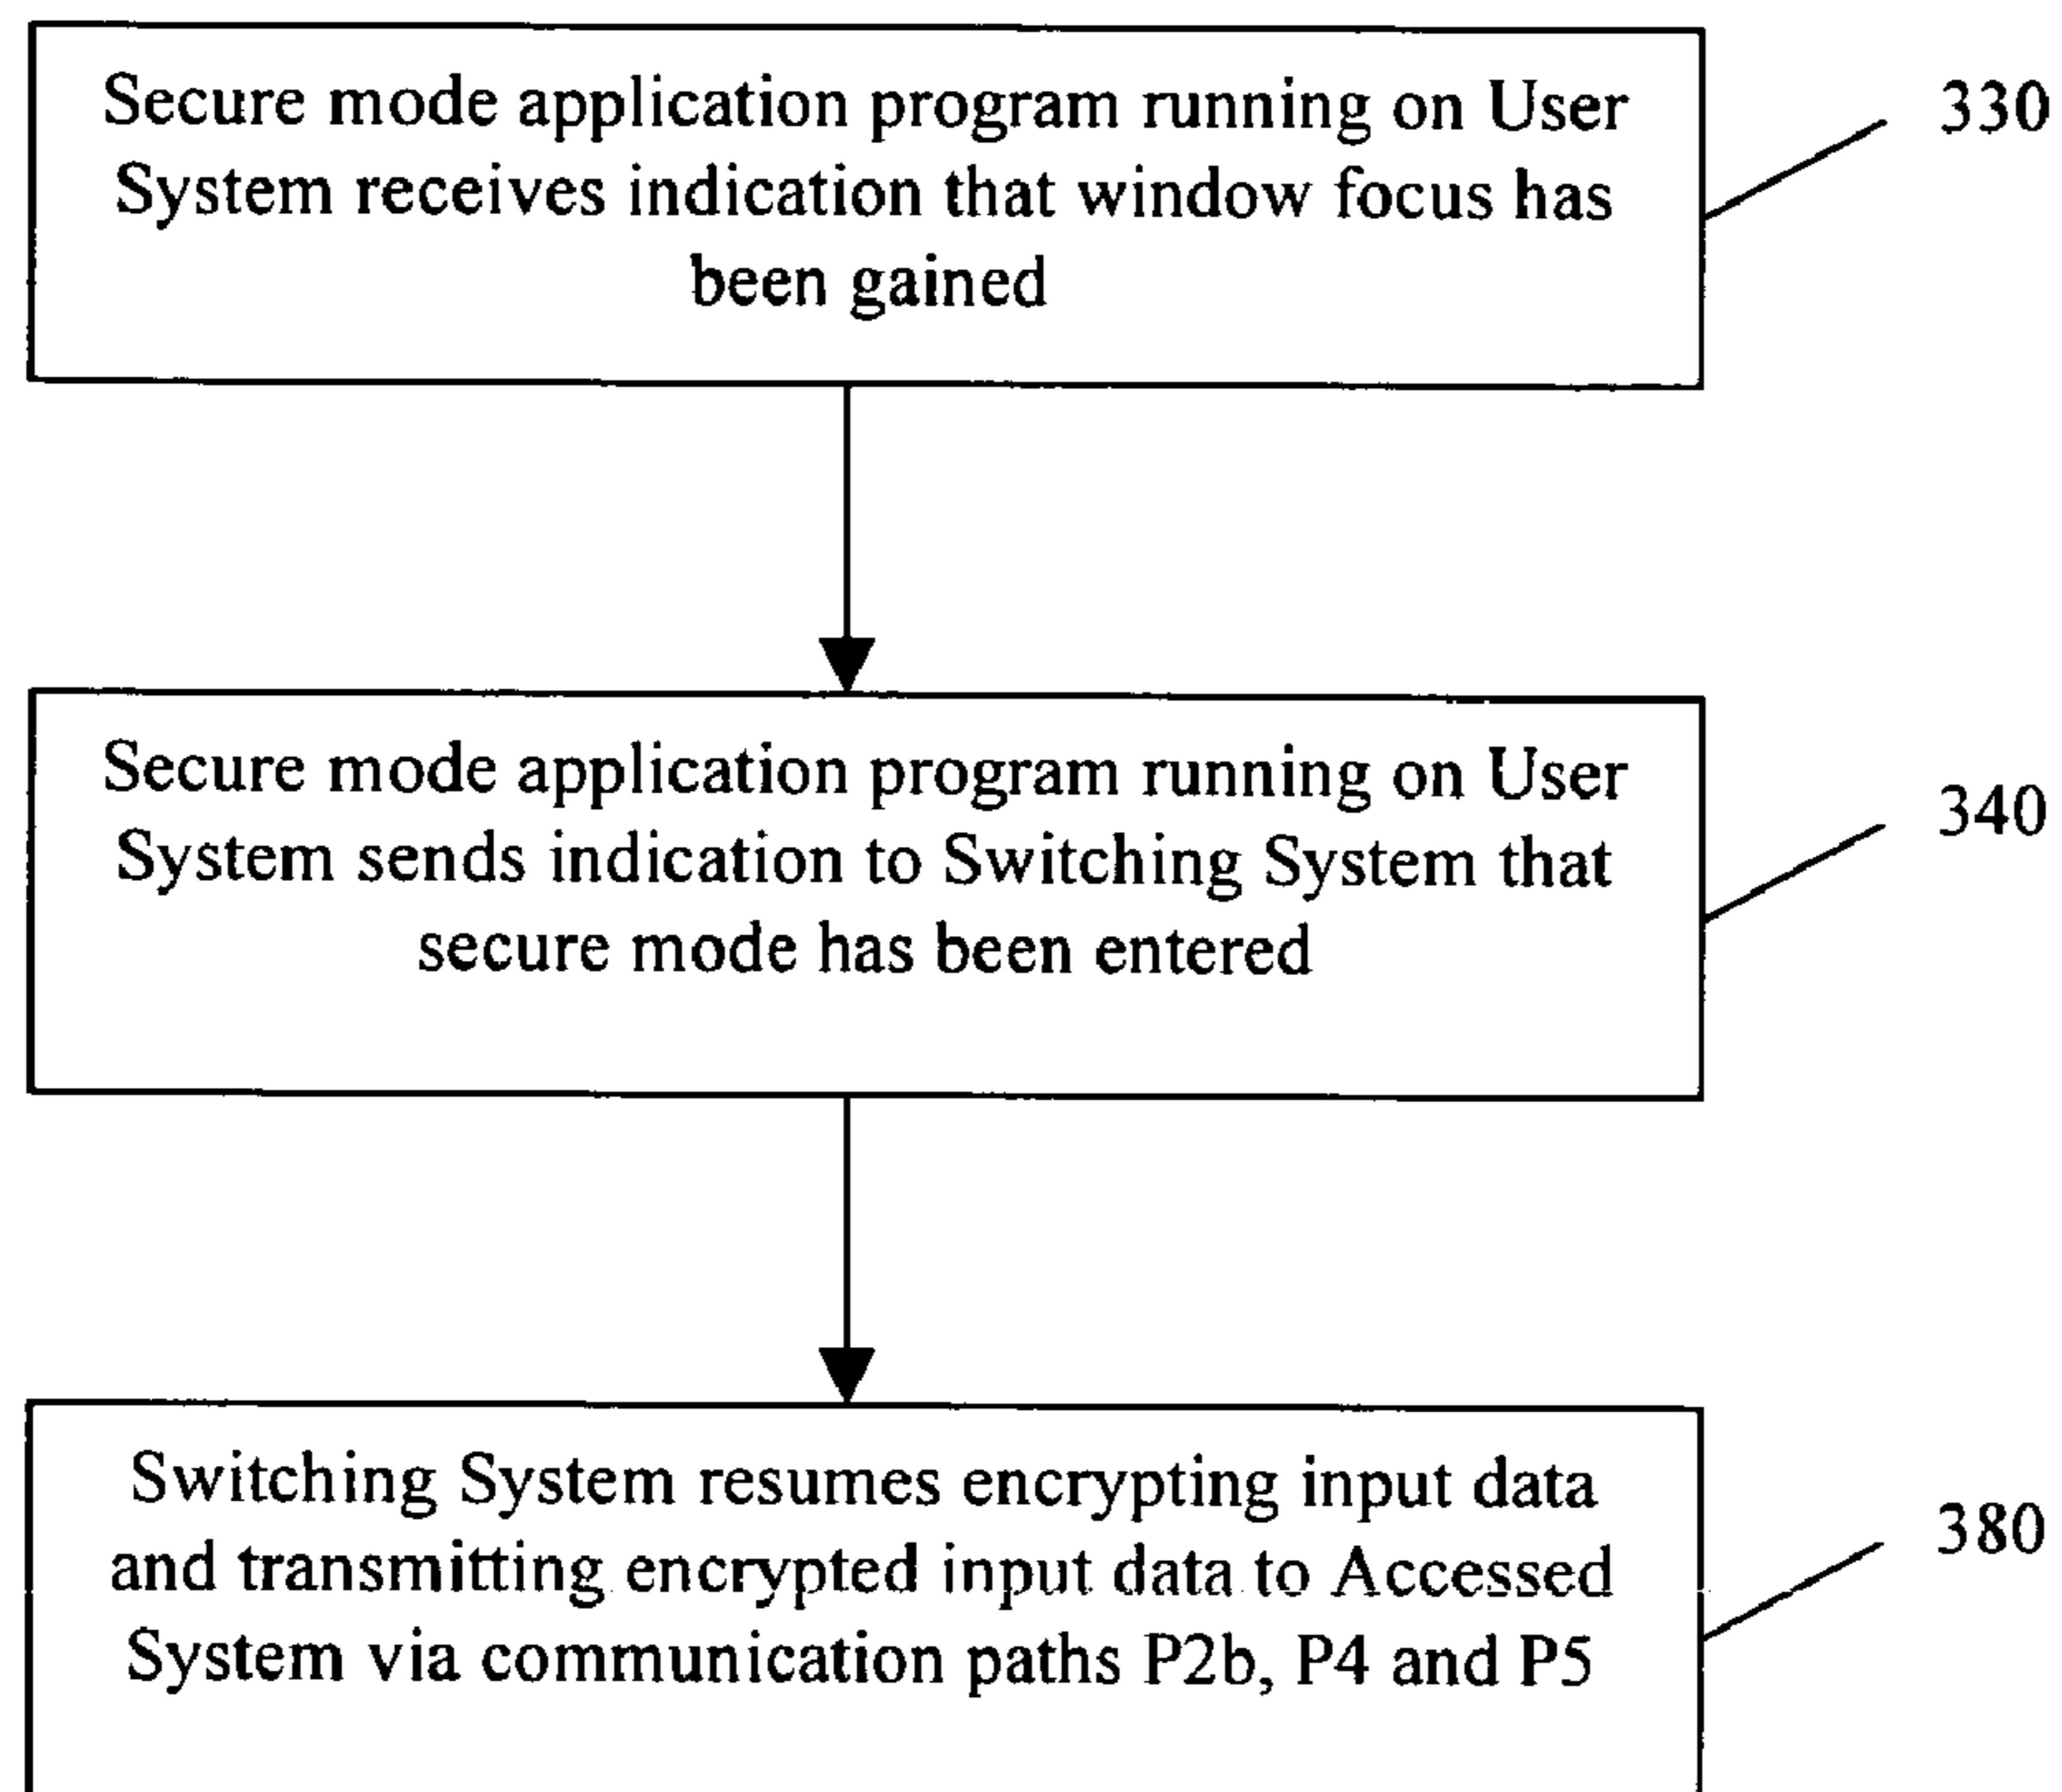 Secure mode application program running on User
System receives indication that window focus has
been gained
330
Secure mode application program running on User
System sends indication to Switching System that
secure mode has been entered
340
Switching System resumes encrypting input data
and transmitting encrypted input data to Accessed
System via communication paths P2b, P4 and P5
380